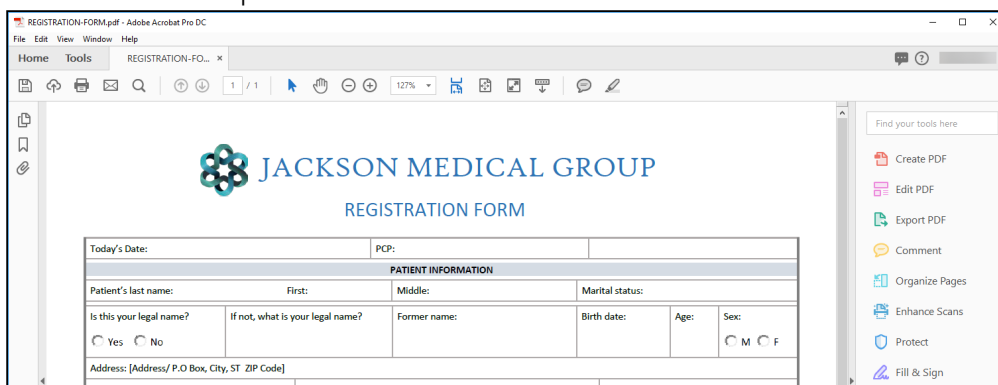 REGISTRATION-FORM.pdf - Adobe Acrobat Pro DC
File Edit View Window Help
Home Tools REGISTRATION-FO... ×
1 / 1 127%
Find your tools here
Create PDF
Edit PDF
Export PDF
Comment
Organize Pages
Enhance Scans
Protect
Fill & Sign
JACKSON MEDICAL GROUP
REGISTRATION FORM
Today's Date: PCP:
PATIENT INFORMATION
Patient's last name: First: Middle: Marital status:
Is this your legal name? If not, what is your legal name? Former name: Birth date: Age: Sex:
Yes No M F
Address: [Address/ P.O Box, City, ST ZIP Code]